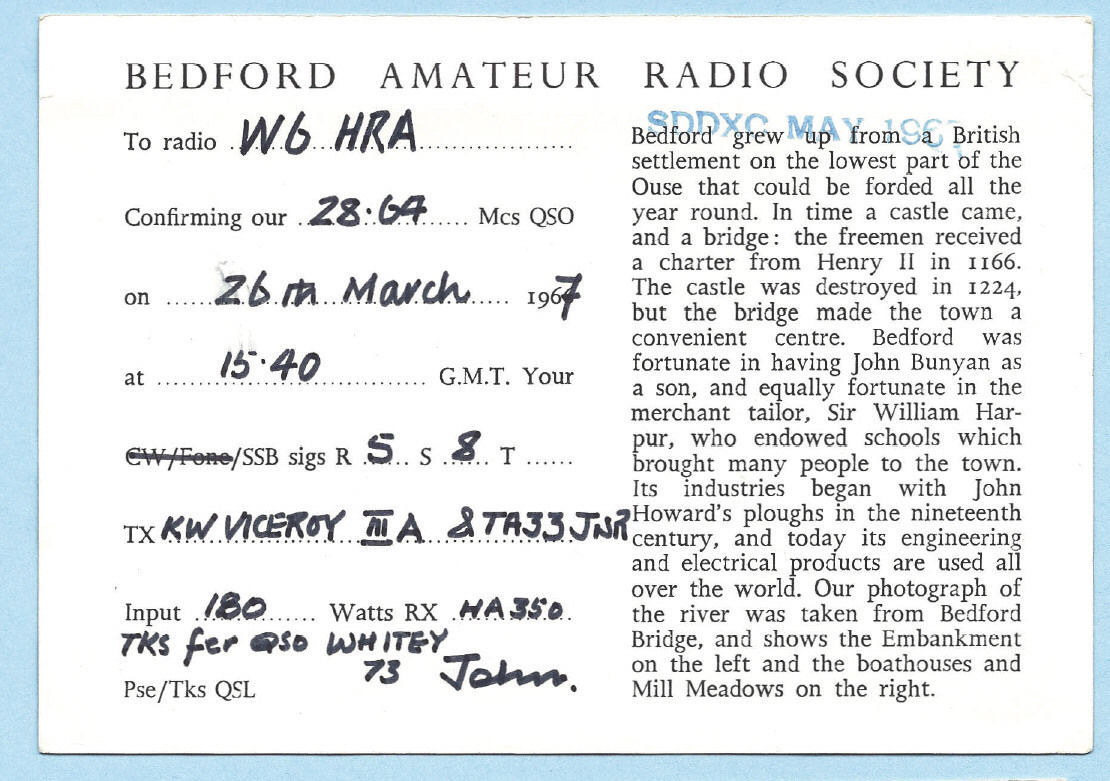 BEDFORD AMATEUR RADIO SOCIETY
To radio W6 HRA
Confirming our 28.64 Mcs QSO
on 26th March 1967
at 15.40 G.M.T. Your
CW/Fone/SSB sigs R 5 S 8 T
TX KW VICEROY III A & TA33 JNR
Input 180 Watts RX HA350
TKS fer QSO WHITEY
73 John.
Pse/Tks QSL
SDDXC MAY 1967
Bedford grew up from a British
settlement on the lowest part of the
Ouse that could be forded all the
year round. In time a castle came,
and a bridge: the freemen received
a charter from Henry II in 1166.
The castle was destroyed in 1224,
but the bridge made the town a
convenient centre. Bedford was
fortunate in having John Bunyan as
a son, and equally fortunate in the
merchant tailor, Sir William Har-
pur, who endowed schools which
brought many people to the town.
Its industries began with John
Howard's ploughs in the nineteenth
century, and today its engineering
and electrical products are used all
over the world. Our photograph of
the river was taken from Bedford
Bridge, and shows the Embankment
on the left and the boathouses and
Mill Meadows on the right.